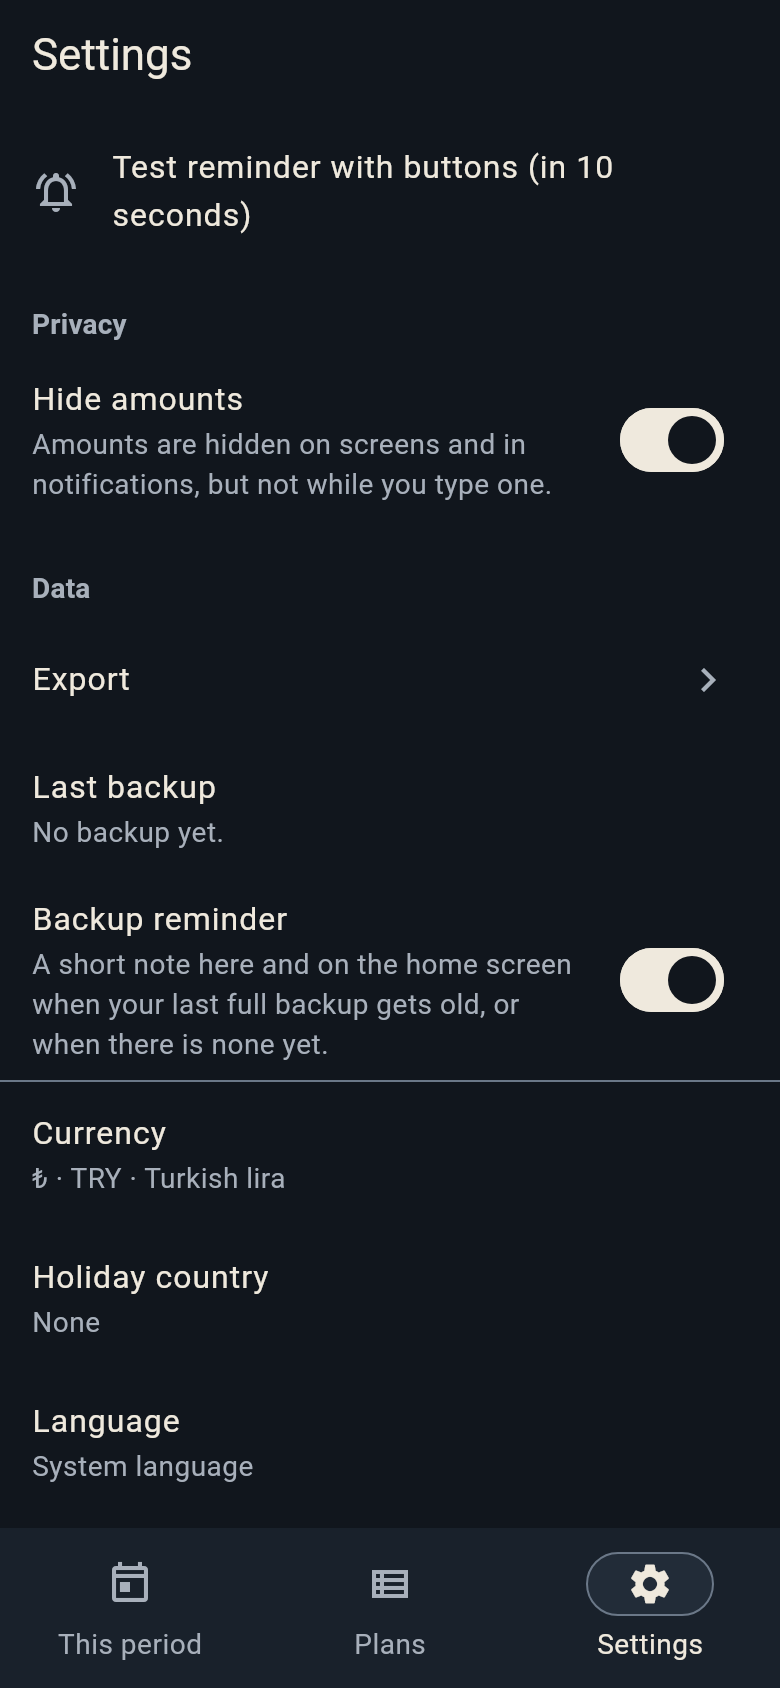 Settings
Test reminder with buttons (in 10
seconds)
Privacy
Hide amounts
Amounts are hidden on screens and in
notifications, but not while you type one.
Data
Export
Last backup
No backup yet.
Backup reminder
A short note here and on the home screen
when your last full backup gets old, or
when there is none yet.
Currency
₺ · TRY · Turkish lira
Holiday country
None
Language
System language
This period
Plans
Settings